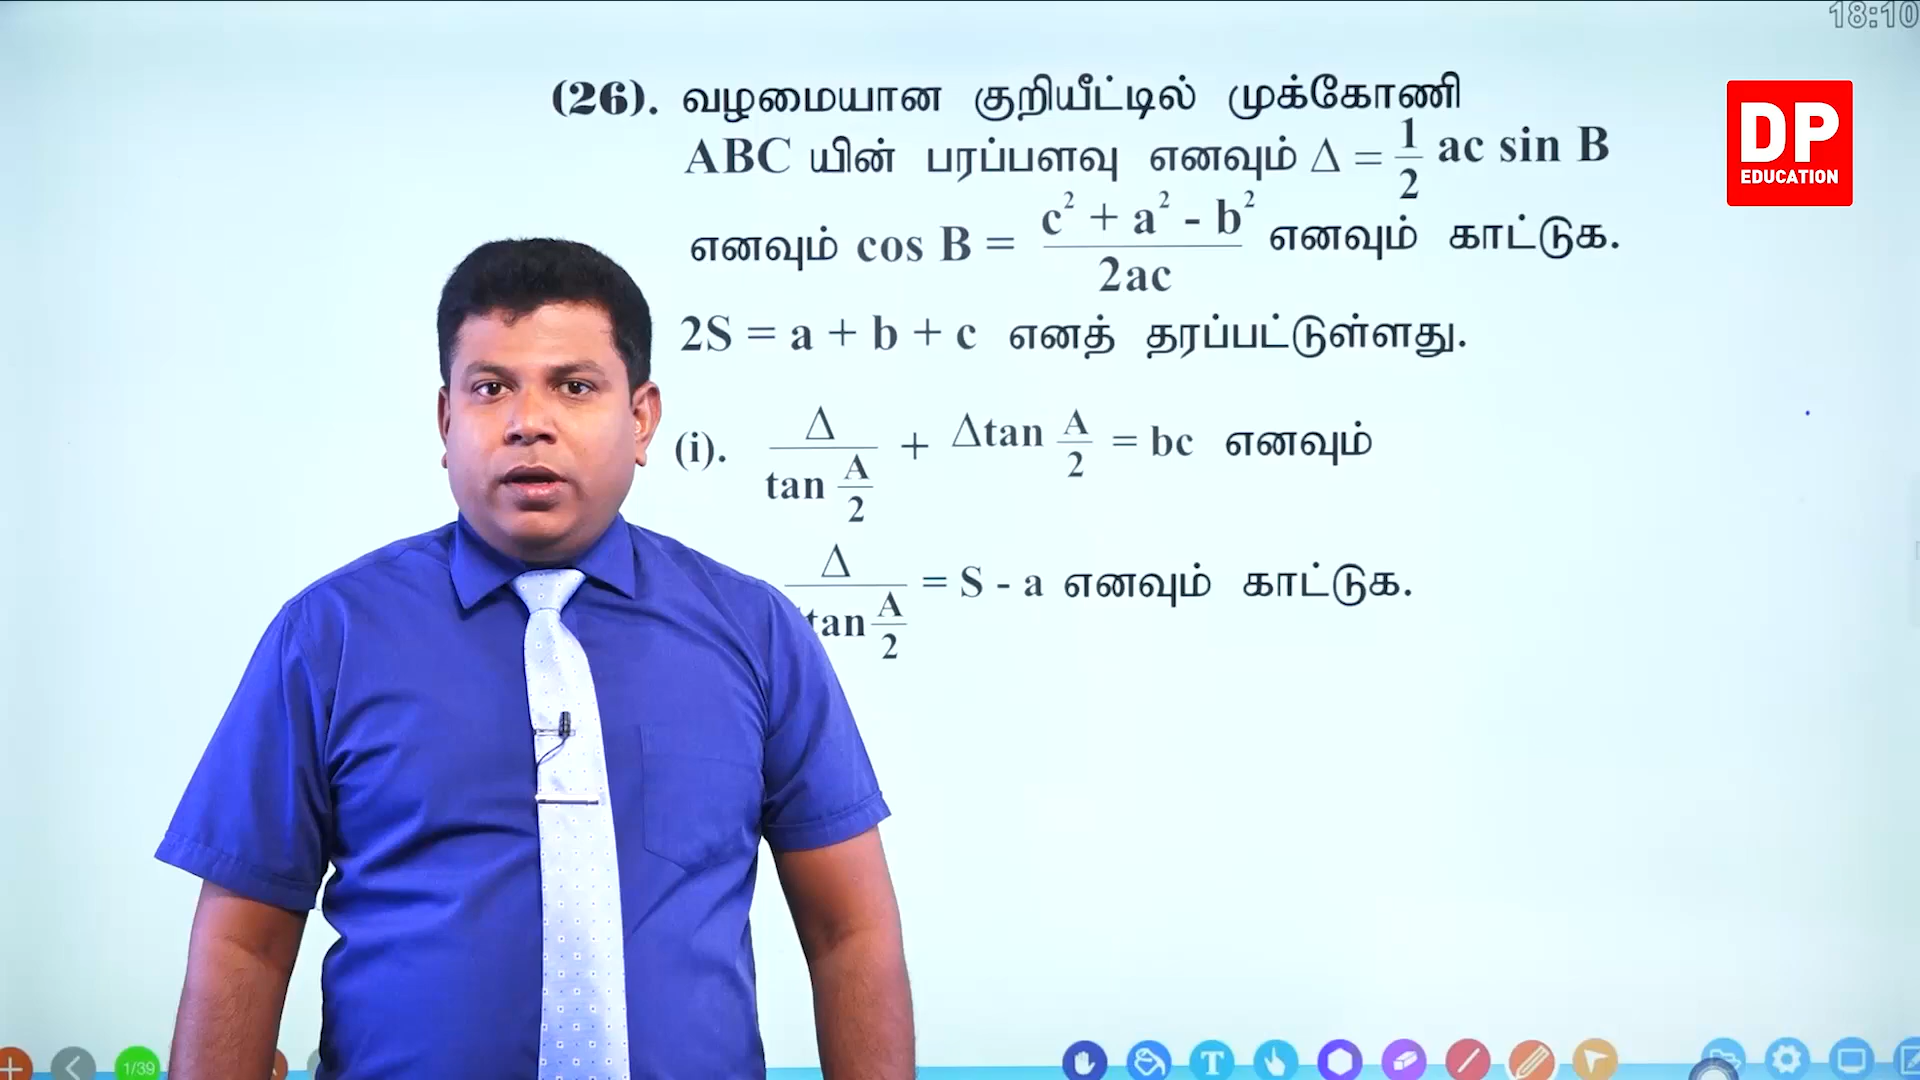 18:10
DP
EDUCATION
(26). வழமையான குறியீட்டில் முக்கோணி
ABC யின் பரப்பளவு எனவும் Δ = 1/2 ac sin B
எனவும் cos B = (c² + a² - b²)/2ac எனவும் காட்டுக.
2S = a + b + c எனத் தரப்பட்டுள்ளது.
(i). Δ/(tan A/2) + Δtan A/2 = bc எனவும்
Δ/(tan A/2) = S - a எனவும் காட்டுக.
1/39
T